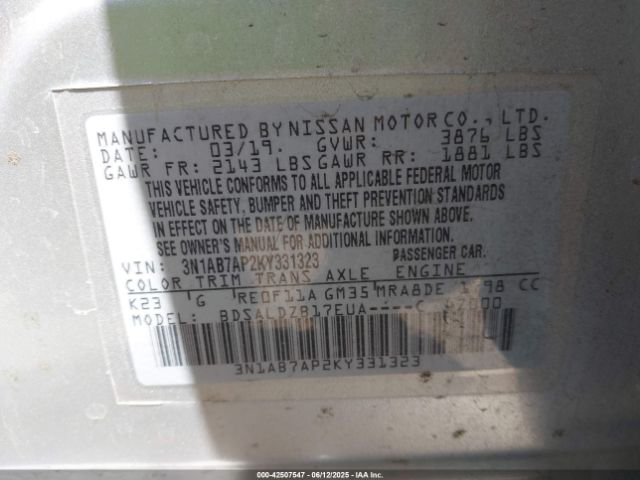 MANUFACTURED BY NISSAN MOTOR CO., LTD.
DATE: 03/19. GVWR: 3876 LBS
GAWR FR: 2143 LBS GAWR RR: 1881 LBS
THIS VEHICLE CONFORMS TO ALL APPLICABLE FEDERAL MOTOR
VEHICLE SAFETY, BUMPER AND THEFT PREVENTION STANDARDS
IN EFFECT ON THE DATE OF MANUFACTURE SHOWN ABOVE.
SEE OWNER'S MANUAL FOR ADDITIONAL INFORMATION.
VIN: 3N1AB7AP2KY331323 PASSENGER CAR.
COLOR TRIM TRANS AXLE ENGINE
K23 G RE0F11A GM35 MRA8DE 1798 CC
MODEL: BDSALDZB17EUA----C
3N1AB7AP2KY331323
© -- 42507547 -- 06/12/2025 -- IAA Inc.